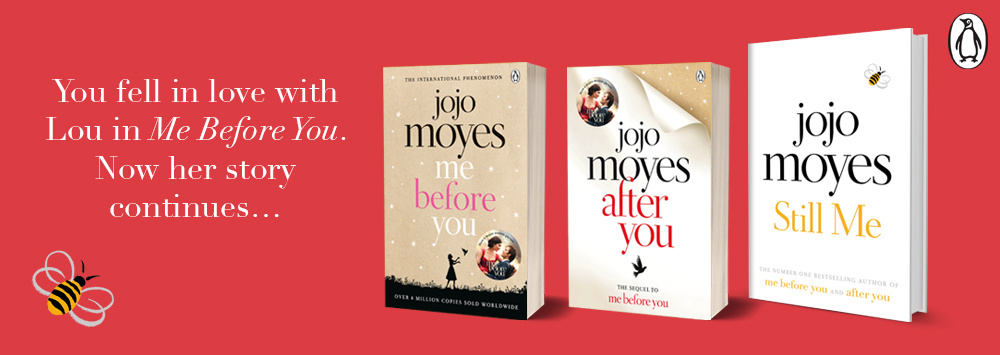 You fell in love with
Lou in Me Before You.
Now her story
continues…
THE INTERNATIONAL PHENOMENON
jojo
moyes
me
before
you
OVER 8 MILLION COPIES SOLD WORLDWIDE
jojo
moyes
after
you
THE SEQUEL TO
me before you
jojo
moyes
Still Me
THE NUMBER ONE BESTSELLING AUTHOR OF
me before you AND after you